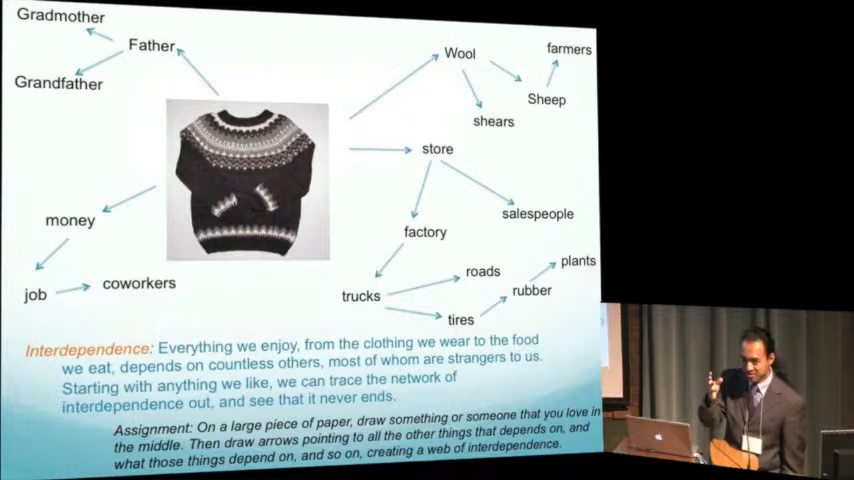 Gradmother
Father
Grandfather
Wool
farmers
Sheep
shears
store
salespeople
factory
money
job
coworkers
trucks
roads
tires
rubber
plants
Interdependence: Everything we enjoy, from the clothing we wear to the food
we eat, depends on countless others, most of whom are strangers to us.
Starting with anything we like, we can trace the network of
interdependence out, and see that it never ends.
Assignment: On a large piece of paper, draw something or someone that you love in
the middle. Then draw arrows pointing to all the other things that depends on, and
what those things depend on, and so on, creating a web of interdependence.